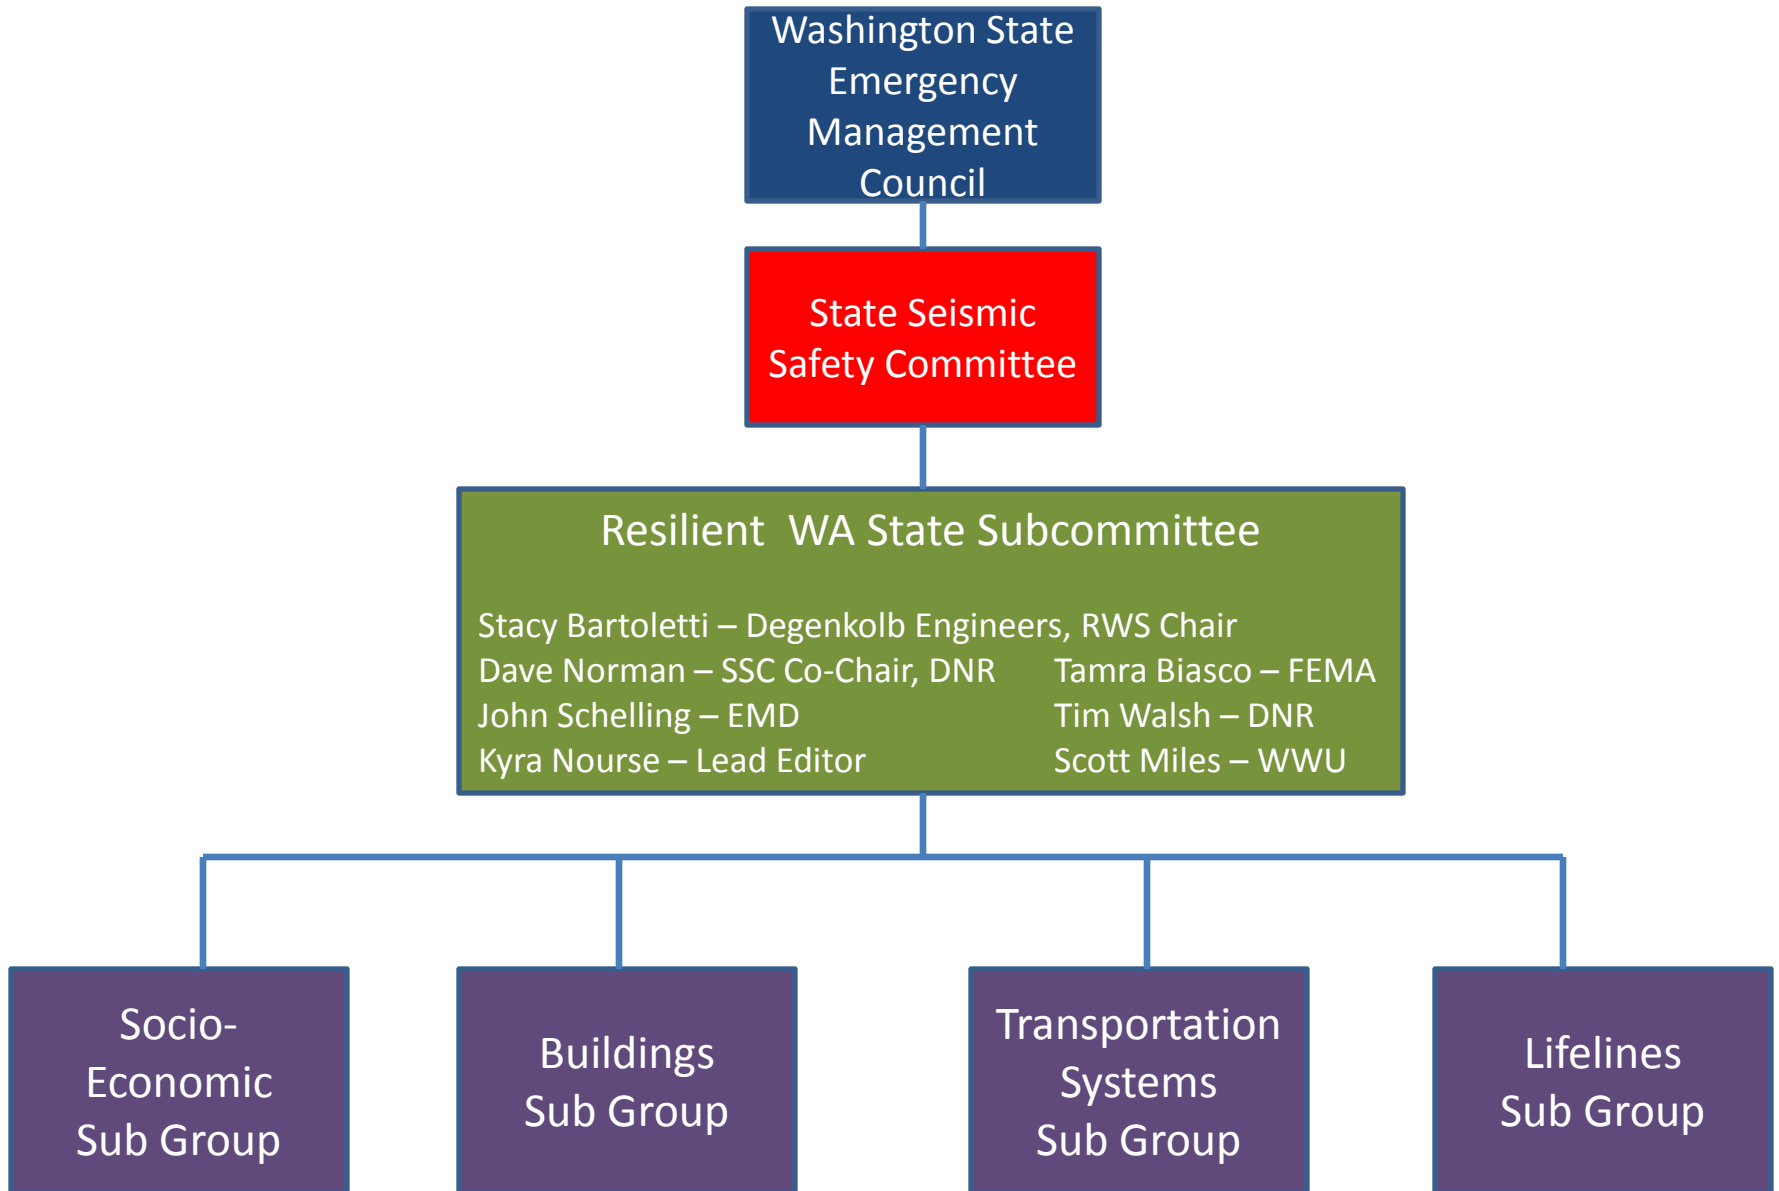 Washington State
Emergency
Management
Council
State Seismic
Safety Committee
Resilient WA State Subcommittee
Stacy Bartoletti – Degenkolb Engineers, RWS Chair
Dave Norman – SSC Co-Chair, DNR Tamra Biasco – FEMA
John Schelling – EMD Tim Walsh – DNR
Kyra Nourse – Lead Editor Scott Miles – WWU
Socio-
Economic
Sub Group
Buildings
Sub Group
Transportation
Systems
Sub Group
Lifelines
Sub Group